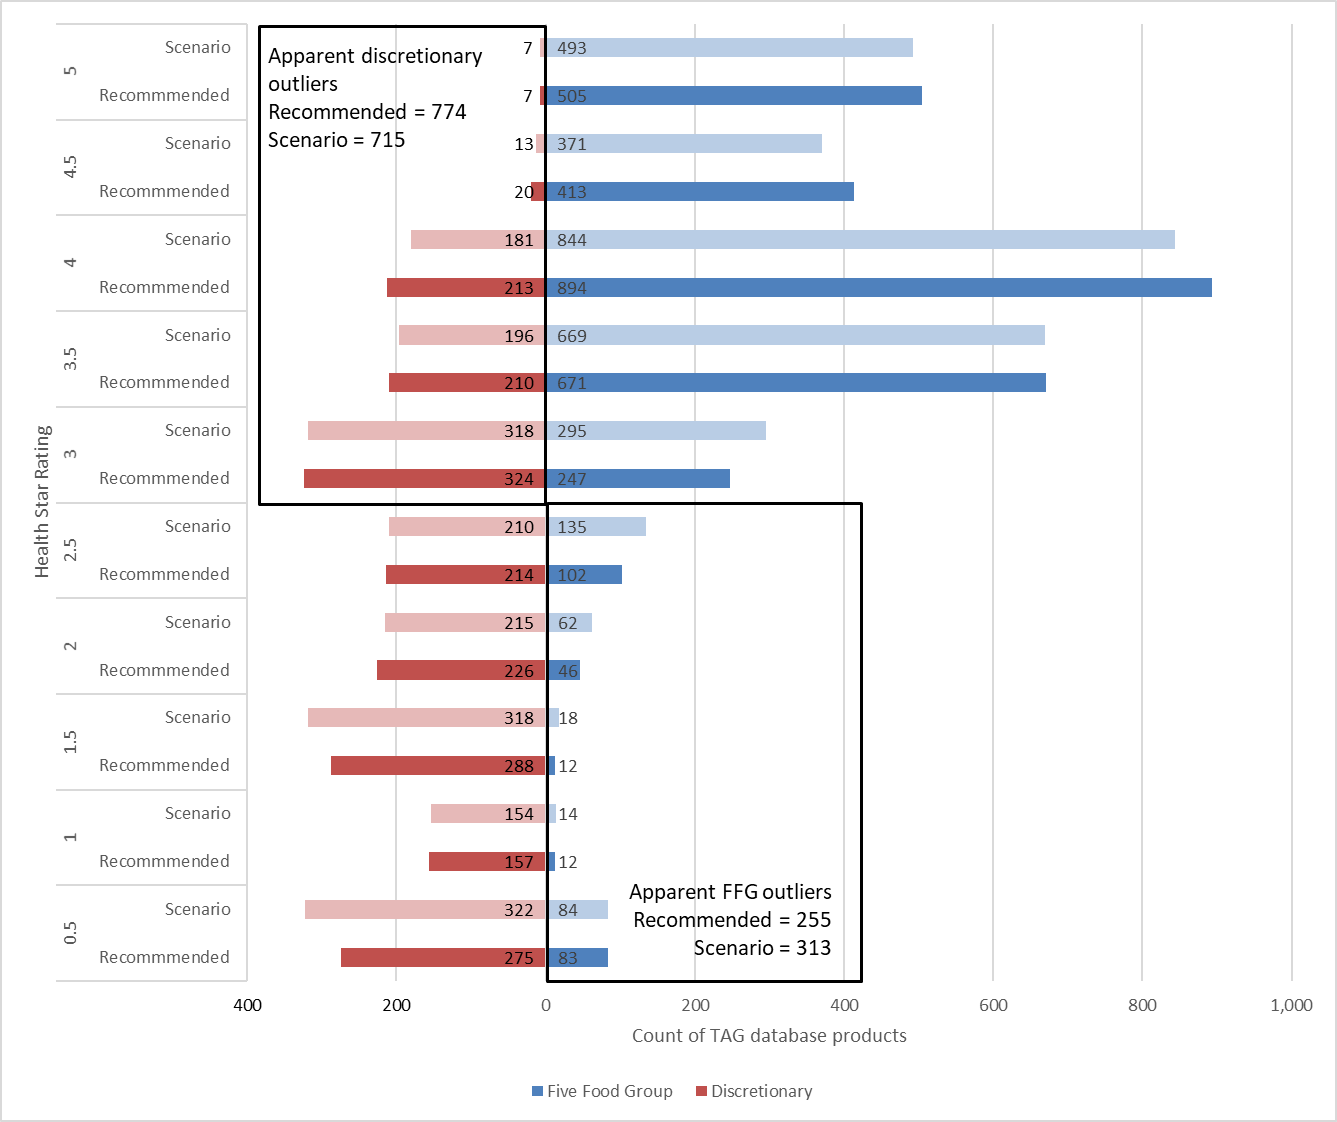 Apparent discretionary
outliers
Recommended = 774
Scenario = 715
Health Star Rating
5
Scenario 7 493
Recommmended 7 505
4.5
Scenario 13 371
Recommmended 20 413
4
Scenario 181 844
Recommmended 213 894
3.5
Scenario 196 669
Recommmended 210 671
3
Scenario 318 295
Recommmended 324 247
2.5
Scenario 210 135
Recommmended 214 102
2
Scenario 215 62
Recommmended 226 46
1.5
Scenario 318 18
Recommmended 288 12
1
Scenario 154 14
Recommmended 157 12
0.5
Scenario 322 84
Recommmended 275 83
Apparent FFG outliers
Recommended = 255
Scenario = 313
400 200 0 200 400 600 800 1,000
Count of TAG database products
Five Food Group Discretionary